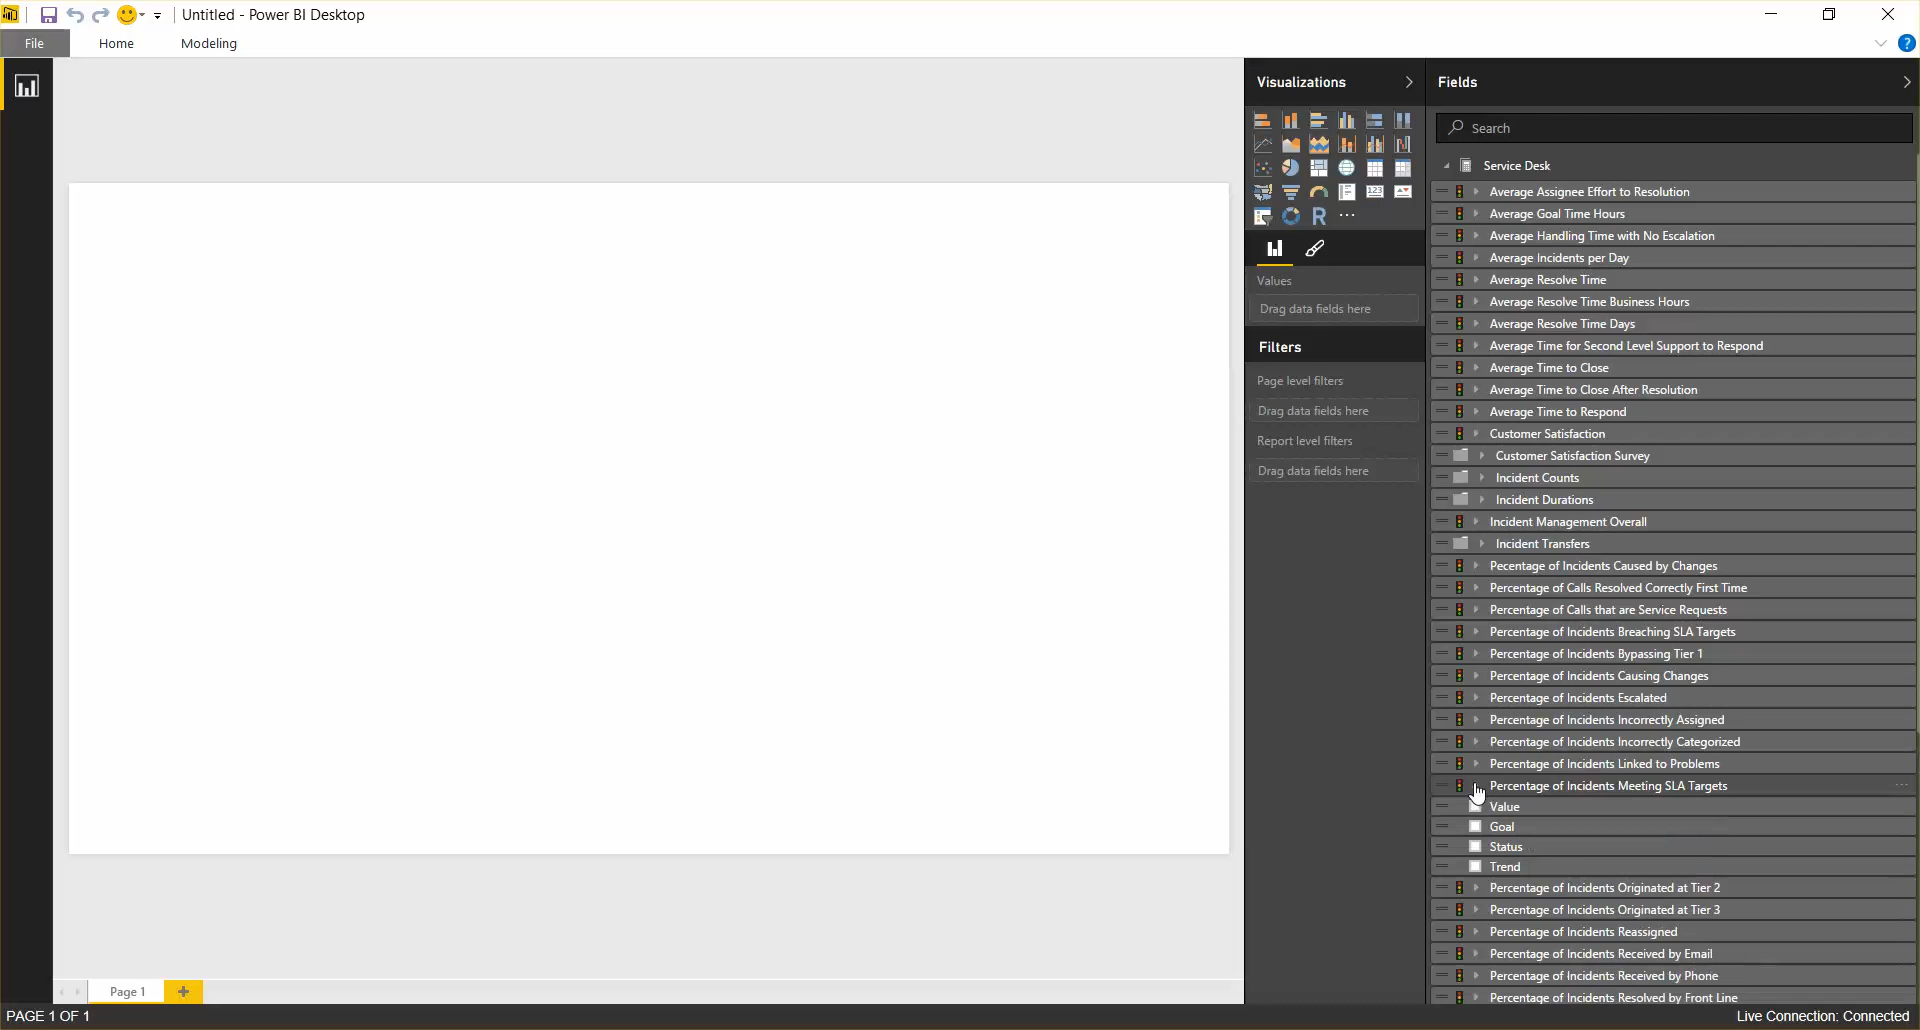 Untitled - Power BI Desktop
File Home Modeling ?
Visualizations
Fields
Search
Service Desk
Average Assignee Effort to Resolution
Average Goal Time Hours
Average Handling Time with No Escalation
Average Incidents per Day
Average Resolve Time
Average Resolve Time Business Hours
Average Resolve Time Days
Average Time for Second Level Support to Respond
Average Time to Close
Average Time to Close After Resolution
Average Time to Respond
Customer Satisfaction
Customer Satisfaction Survey
Incident Counts
Incident Durations
Incident Management Overall
Incident Transfers
Pecentage of Incidents Caused by Changes
Percentage of Calls Resolved Correctly First Time
Percentage of Calls that are Service Requests
Percentage of Incidents Breaching SLA Targets
Percentage of Incidents Bypassing Tier 1
Percentage of Incidents Causing Changes
Percentage of Incidents Escalated
Percentage of Incidents Incorrectly Assigned
Percentage of Incidents Incorrectly Categorized
Percentage of Incidents Linked to Problems
Percentage of Incidents Meeting SLA Targets
Value
Goal
Status
Trend
Percentage of Incidents Originated at Tier 2
Percentage of Incidents Originated at Tier 3
Percentage of Incidents Reassigned
Percentage of Incidents Received by Email
Percentage of Incidents Received by Phone
Percentage of Incidents Resolved by Front Line
123
R
Values
Drag data fields here
Filters
Page level filters
Drag data fields here
Report level filters
Drag data fields here
Page 1
PAGE 1 OF 1
Live Connection: Connected